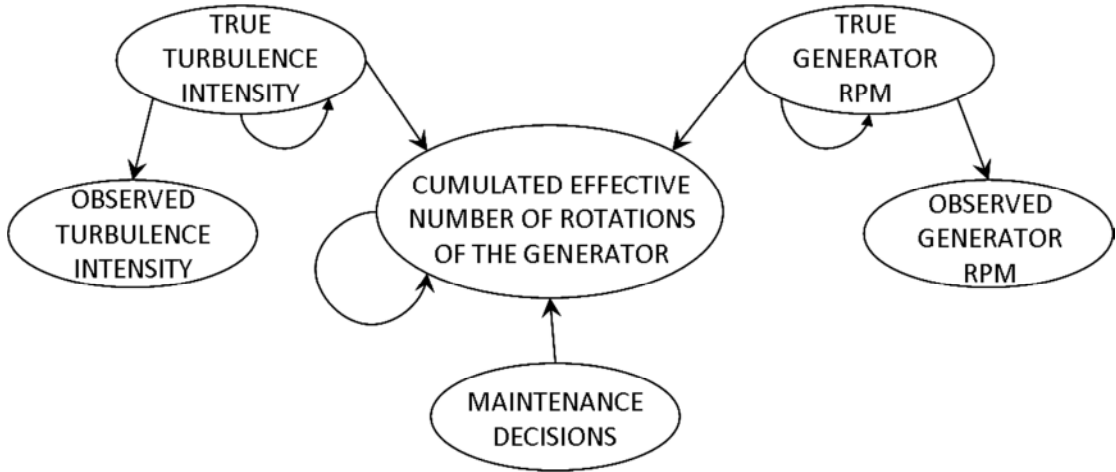 TRUE
TURBULENCE
INTENSITY
TRUE
GENERATOR
RPM
OBSERVED
TURBULENCE
INTENSITY
CUMULATED EFFECTIVE
NUMBER OF ROTATIONS
OF THE GENERATOR
OBSERVED
GENERATOR
RPM
MAINTENANCE
DECISIONS